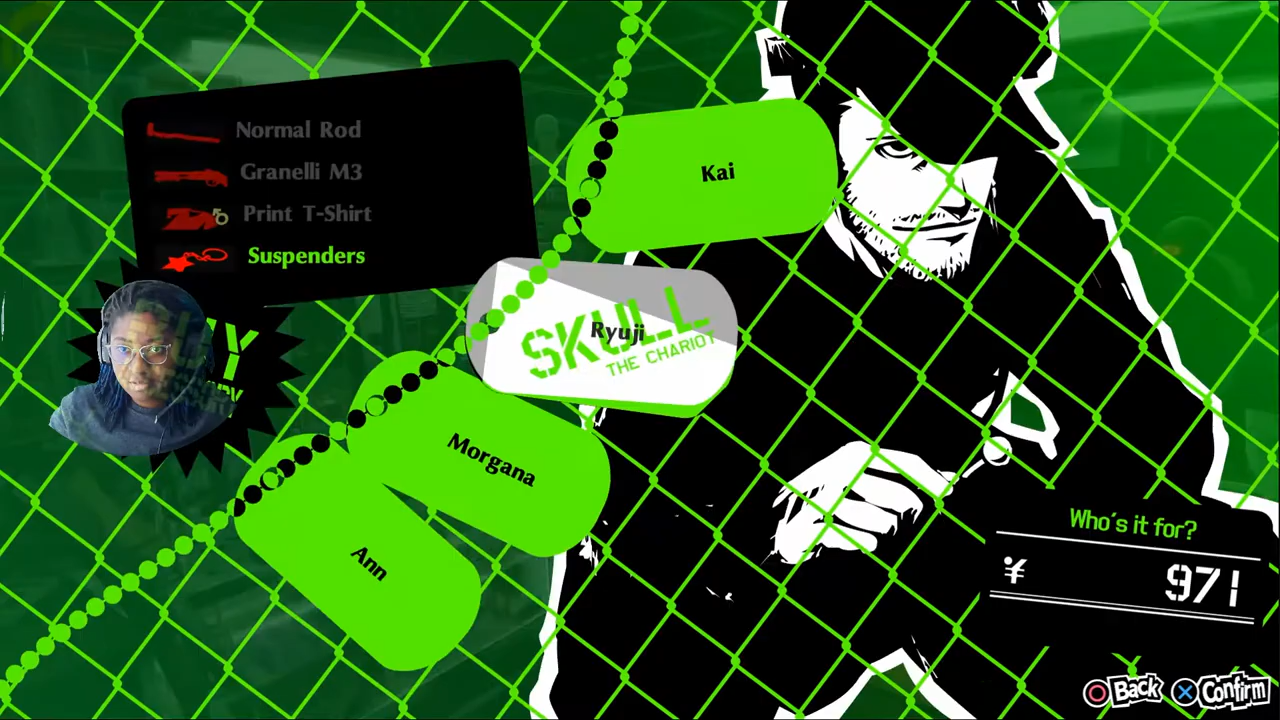 Normal Rod
Granelli M3
Print T-Shirt
Suspenders
Kai
Ryuji
SKULL
THE CHARIOT
Morgana
Ann
Who's it for?
¥ 971
Back
Confirm